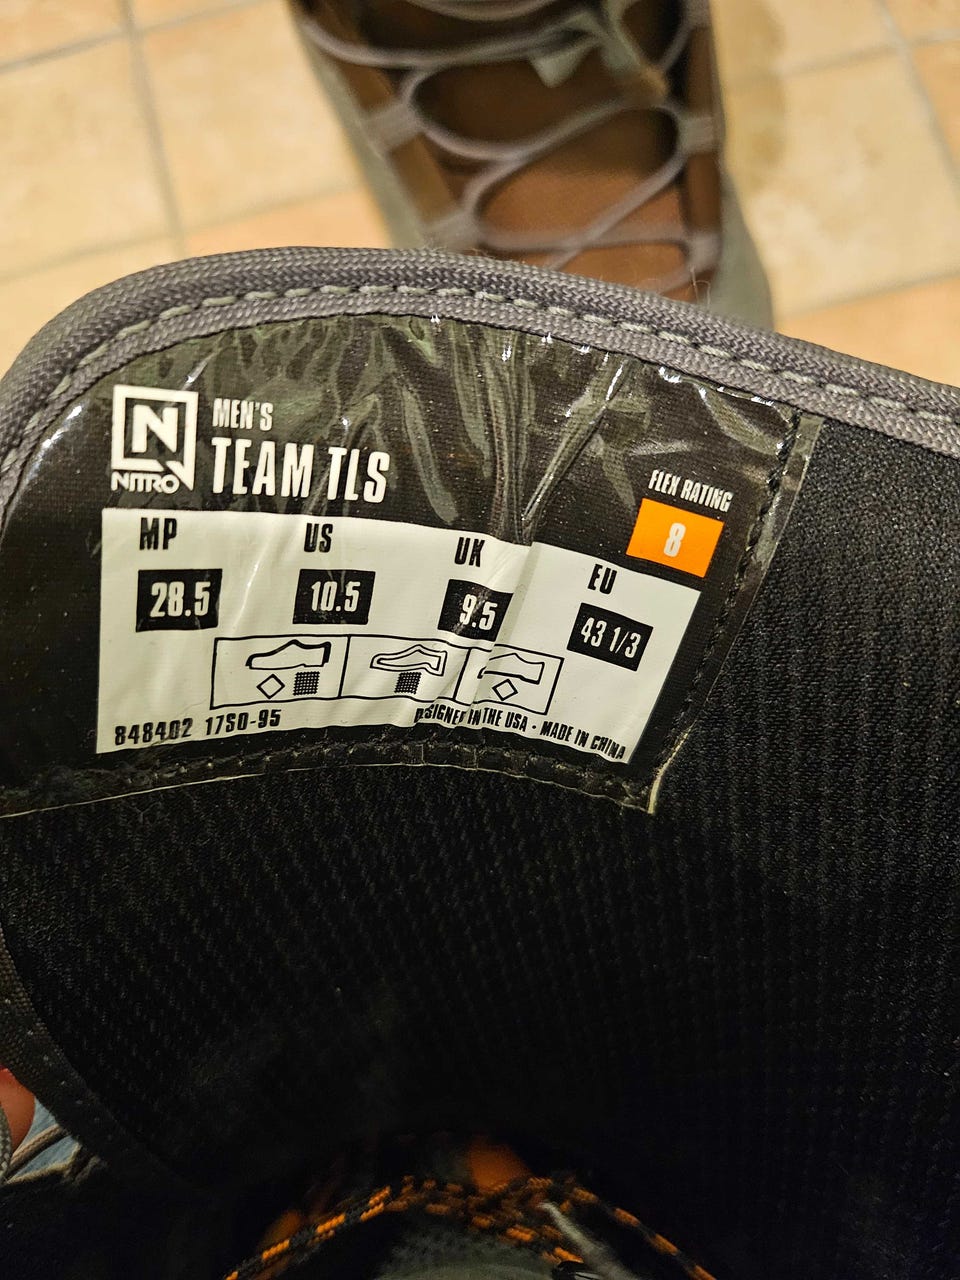 N
NITRO
MEN'S
TEAM TLS
FLEX RATING
8
MP US UK EU
28.5 10.5 9.5 43 1/3
848402 17SO-95 DESIGNED IN THE USA - MADE IN CHINA